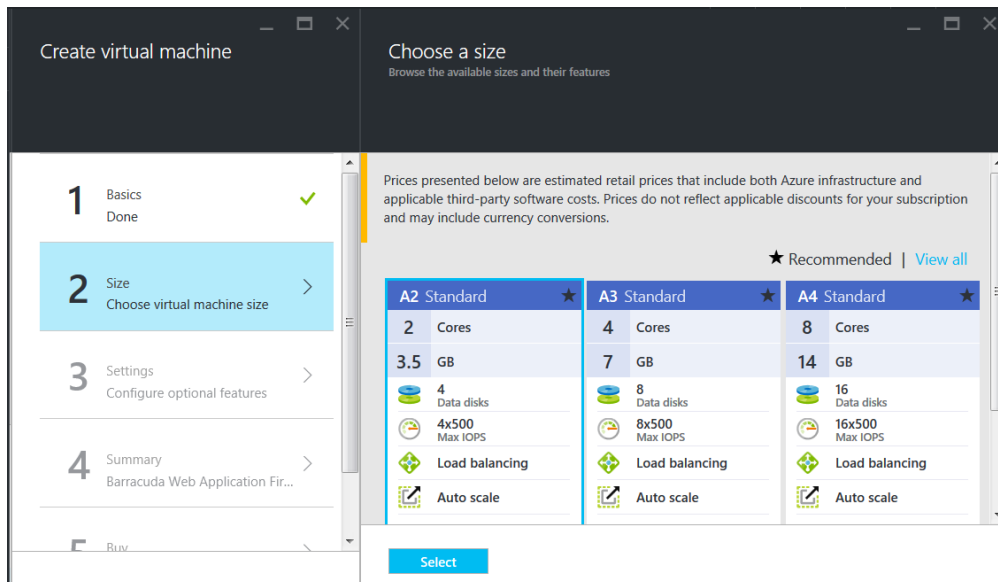 Create virtual machine
1
Basics
Done
2
Size
Choose virtual machine size
3
Settings
Configure optional features
4
Summary
Barracuda Web Application Fir...
5
Buy
Choose a size
Browse the available sizes and their features
Prices presented below are estimated retail prices that include both Azure infrastructure and
applicable third-party software costs. Prices do not reflect applicable discounts for your subscription
and may include currency conversions.
★ Recommended | View all
A2 Standard ★
2 Cores
3.5 GB
4
Data disks
4x500
Max IOPS
Load balancing
Auto scale
A3 Standard ★
4 Cores
7 GB
8
Data disks
8x500
Max IOPS
Load balancing
Auto scale
A4 Standard ★
8 Cores
14 GB
16
Data disks
16x500
Max IOPS
Load balancing
Auto scale
Select